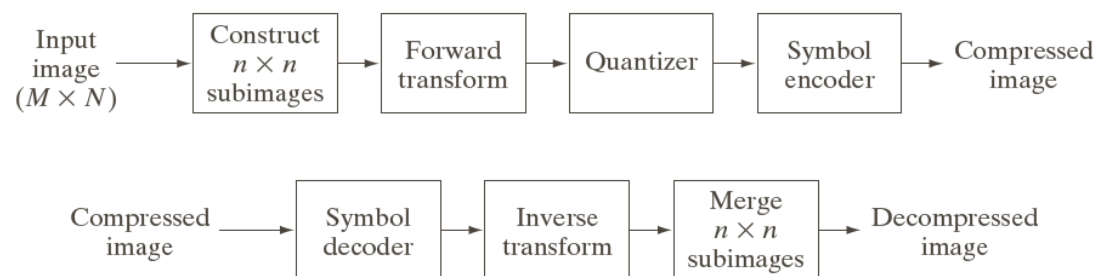 Input
image
(M × N)
Construct
n × n
subimages
Forward
transform
Quantizer
Symbol
encoder
Compressed
image
Compressed
image
Symbol
decoder
Inverse
transform
Merge
n × n
subimages
Decompressed
image